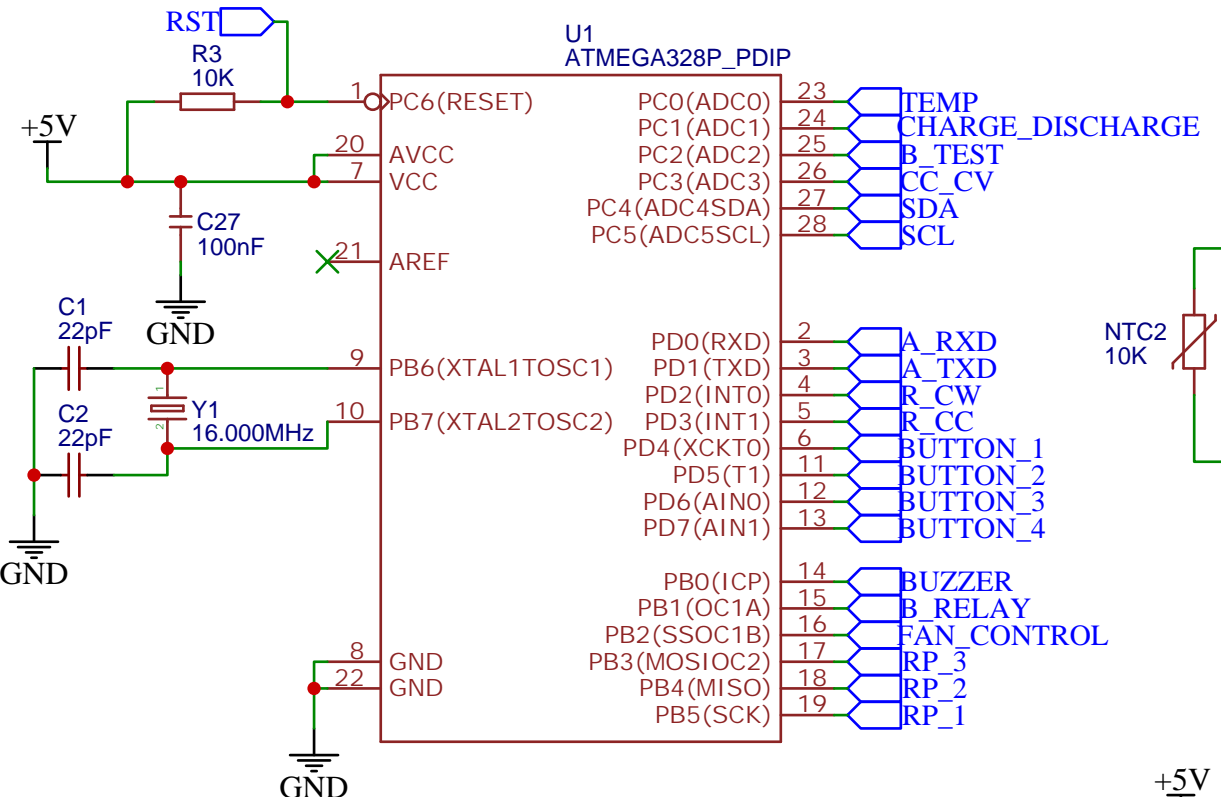 RST
R3
10K
+5V
C27
100nF
GND
C1
22pF
C2
22pF
1
2
Y1
16.000MHz
GND
GND
U1
ATMEGA328P_PDIP
1 PC6(RESET)
20 AVCC
7 VCC
21 AREF
9 PB6(XTAL1TOSC1)
10 PB7(XTAL2TOSC2)
8 GND
22 GND
PC0(ADC0) 23 TEMP
PC1(ADC1) 24 CHARGE_DISCHARGE
PC2(ADC2) 25 B_TEST
PC3(ADC3) 26 CC_CV
PC4(ADC4SDA) 27 SDA
PC5(ADC5SCL) 28 SCL
PD0(RXD) 2 A_RXD
PD1(TXD) 3 A_TXD
PD2(INT0) 4 R_CW
PD3(INT1) 5 R_CC
PD4(XCKT0) 6 BUTTON_1
PD5(T1) 11 BUTTON_2
PD6(AIN0) 12 BUTTON_3
PD7(AIN1) 13 BUTTON_4
PB0(ICP) 14 BUZZER
PB1(OC1A) 15 B_RELAY
PB2(SSOC1B) 16 FAN_CONTROL
PB3(MOSIOC2) 17 RP_3
PB4(MISO) 18 RP_2
PB5(SCK) 19 RP_1
NTC2
10K
+5V